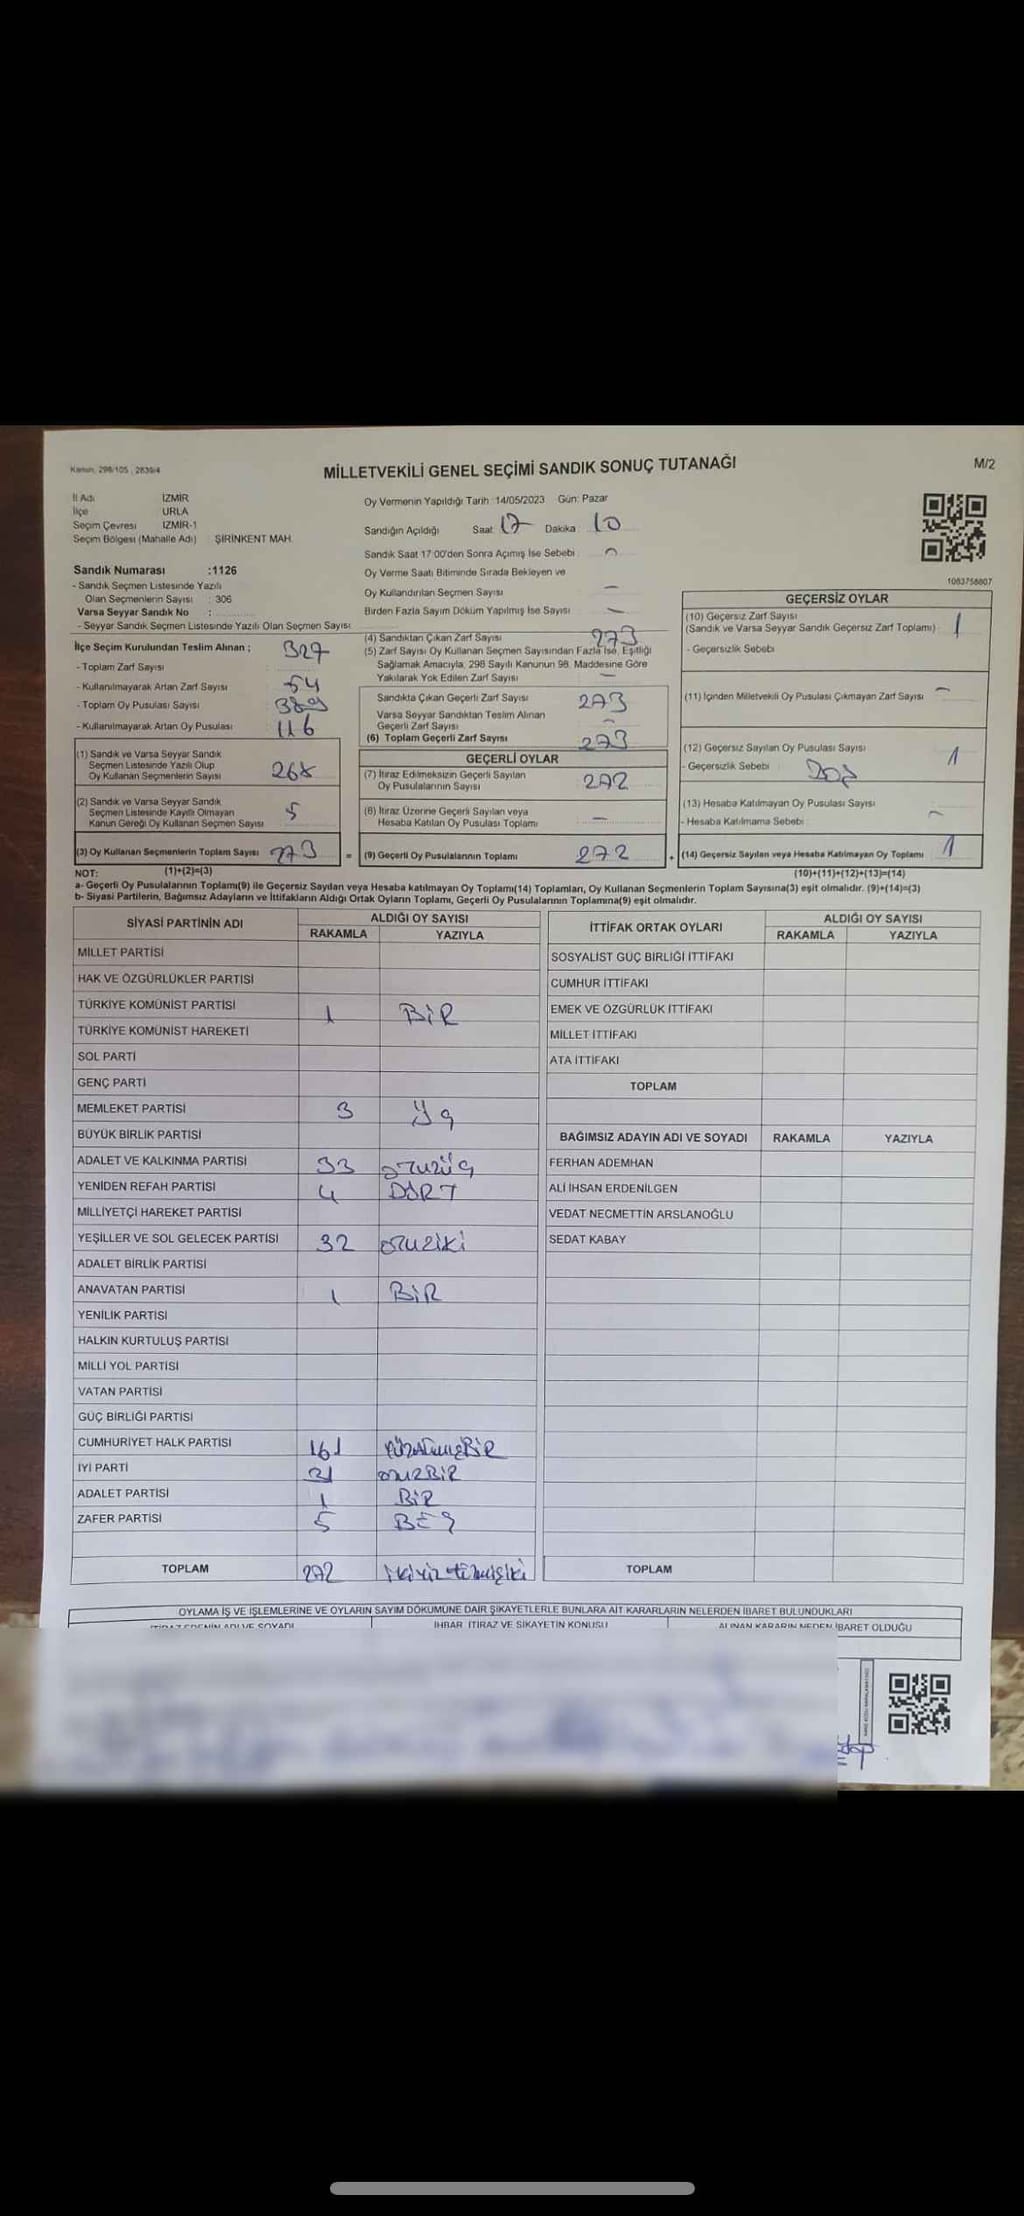 Kanun, 298/105 , 2839/4
MİLLETVEKİLİ GENEL SEÇİMİ SANDIK SONUÇ TUTANAĞI
M/2
İl Adı İZMİR
İlçe URLA
Seçim Çevresi İZMİR-1
Seçim Bölgesi (Mahalle Adı) ŞİRİNKENT MAH.
Sandık Numarası :1126
- Sandık Seçmen Listesinde Yazılı
Olan Seçmenlerin Sayısı : 306
Varsa Seyyar Sandık No :
- Seyyar Sandık Seçmen Listesinde Yazılı Olan Seçmen Sayısı
Oy Vermenin Yapıldığı Tarih :14/05/2023 Gün: Pazar
Sandığın Açıldığı Saat: 17 Dakika: 10
Sandık Saat 17:00'den Sonra Açımış İse Sebebi :
Oy Verme Saati Bitiminde Sırada Bekleyen ve
Oy Kullandırılan Seçmen Sayısı : —
Birden Fazla Sayım Döküm Yapılmış İse Sayısı : —
1083758807
İlçe Seçim Kurulundan Teslim Alınan ;
- Toplam Zarf Sayısı : 327
- Kullanılmayarak Artan Zarf Sayısı : 54
- Toplam Oy Pusulası Sayısı : 389
- Kullanılmayarak Artan Oy Pusulası : 116
(1) Sandık ve Varsa Seyyar Sandık
Seçmen Listesinde Yazılı Olup
Oy Kullanan Seçmenlerin Sayısı 268
(2) Sandık ve Varsa Seyyar Sandık
Seçmen Listesinde Kayıtlı Olmayan
Kanun Gereği Oy Kullanan Seçmen Sayısı 5
(3) Oy Kullanan Seçmenlerin Toplam Sayısı 273
(1)+(2)=(3)
(4) Sandıktan Çıkan Zarf Sayısı 273
(5) Zarf Sayısı Oy Kullanan Seçmen Sayısından Fazla İse, Eşitliği
Sağlamak Amacıyla, 298 Sayılı Kanunun 98. Maddesine Göre
Yakılarak Yok Edilen Zarf Sayısı —
Sandıkta Çıkan Geçerli Zarf Sayısı 273
Varsa Seyyar Sandıktan Teslim Alınan
Geçerli Zarf Sayısı —
(6) Toplam Geçerli Zarf Sayısı 273
GEÇERLİ OYLAR
(7) İtiraz Edilmeksizin Geçerli Sayılan
Oy Pusulalarının Sayısı 272
(8) İtiraz Üzerine Geçerli Sayılan veya
Hesaba Katılan Oy Pusulası Toplamı —
= (9) Geçerli Oy Pusulalarının Toplamı 272
GEÇERSİZ OYLAR
(10) Geçersiz Zarf Sayısı 1
(Sandık ve Varsa Seyyar Sandık Geçersiz Zarf Toplamı) :
- Geçersizlik Sebebi
(11) İçinden Milletvekili Oy Pusulası Çıkmayan Zarf Sayısı —
(12) Geçersiz Sayılan Oy Pusulası Sayısı 1
- Geçersizlik Sebebi
(13) Hesaba Katılmayan Oy Pusulası Sayısı —
- Hesaba Katılmama Sebebi :
+ (14) Geçersiz Sayılan veya Hesaba Katılmayan Oy Toplamı 1
(10)+(11)+(12)+(13)=(14)
NOT:
a- Geçerli Oy Pusulalarının Toplamı(9) ile Geçersiz Sayılan veya Hesaba katılmayan Oy Toplamı(14) Toplamları, Oy Kullanan Seçmenlerin Toplam Sayısına(3) eşit olmalıdır. (9)+(14)=(3)
b- Siyasi Partilerin, Bağımsız Adayların ve İttifakların Aldığı Ortak Oyların Toplamı, Geçerli Oy Pusulalarının Toplamına(9) eşit olmalıdır.
SİYASİ PARTİNİN ADI ALDIĞI OY SAYISI
RAKAMLA YAZIYLA
MİLLET PARTİSİ
HAK VE ÖZGÜRLÜKLER PARTİSİ
TÜRKİYE KOMÜNİST PARTİSİ 1 BİR
TÜRKİYE KOMÜNİST HAREKETİ
SOL PARTİ
GENÇ PARTİ
MEMLEKET PARTİSİ 3 Üç
BÜYÜK BİRLİK PARTİSİ
ADALET VE KALKINMA PARTİSİ 33 OTUZÜÇ
YENİDEN REFAH PARTİSİ 4 DÖRT
MİLLİYETÇİ HAREKET PARTİSİ
YEŞİLLER VE SOL GELECEK PARTİSİ 32 OTUZİKİ
ADALET BİRLİK PARTİSİ
ANAVATAN PARTİSİ 1 BİR
YENİLİK PARTİSİ
HALKIN KURTULUŞ PARTİSİ
MİLLİ YOL PARTİSİ
VATAN PARTİSİ
GÜÇ BİRLİĞİ PARTİSİ
CUMHURİYET HALK PARTİSİ 161 YÜZALTMIŞBİR
İYİ PARTİ 31 OTUZBİR
ADALET PARTİSİ 1 BİR
ZAFER PARTİSİ 5 BEŞ
TOPLAM 272 İkiyüzyetmişiki
İTTİFAK ORTAK OYLARI ALDIĞI OY SAYISI
RAKAMLA YAZIYLA
SOSYALİST GÜÇ BİRLİĞİ İTTİFAKI
CUMHUR İTTİFAKI
EMEK VE ÖZGÜRLÜK İTTİFAKI
MİLLET İTTİFAKI
ATA İTTİFAKI
TOPLAM
BAĞIMSIZ ADAYIN ADI VE SOYADI RAKAMLA YAZIYLA
FERHAN ADEMHAN
ALİ İHSAN ERDENİLGEN
VEDAT NECMETTİN ARSLANOĞLU
SEDAT KABAY
TOPLAM
OYLAMA İŞ VE İŞLEMLERİNE VE OYLARIN SAYIM DÖKÜMÜNE DAİR ŞİKAYETLERLE BUNLARA AİT KARARLARIN NELERDEN İBARET BULUNDUKLARI
İTİRAZ EDENİN ADI VE SOYADI İHBAR, İTİRAZ VE ŞİKAYETİN KONUSU ALINAN KARARIN NEDEN İBARET OLDUĞU